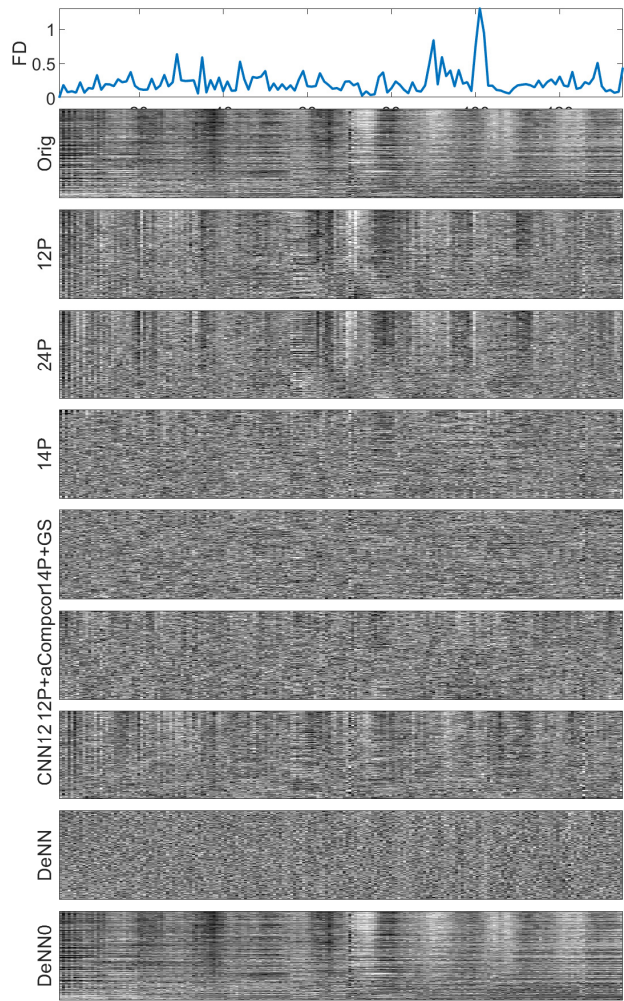 FD
1
0.5
0
Orig
12P
24P
14P
14P+GS
12P+aCompcor
CNN12
DeNN
DeNN0